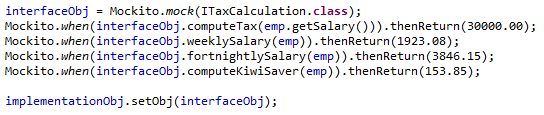 interfaceObj = Mockito.mock(ITaxCalculation.class);
Mockito.when(interfaceObj.computeTax(emp.getSalary())).thenReturn(30000.00);
Mockito.when(interfaceObj.weeklySalary(emp)).thenReturn(1923.08);
Mockito.when(interfaceObj.fortnightlySalary(emp)).thenReturn(3846.15);
Mockito.when(interfaceObj.computeKiwiSaver(emp)).thenReturn(153.85);
implementationObj.setObj(interfaceObj);